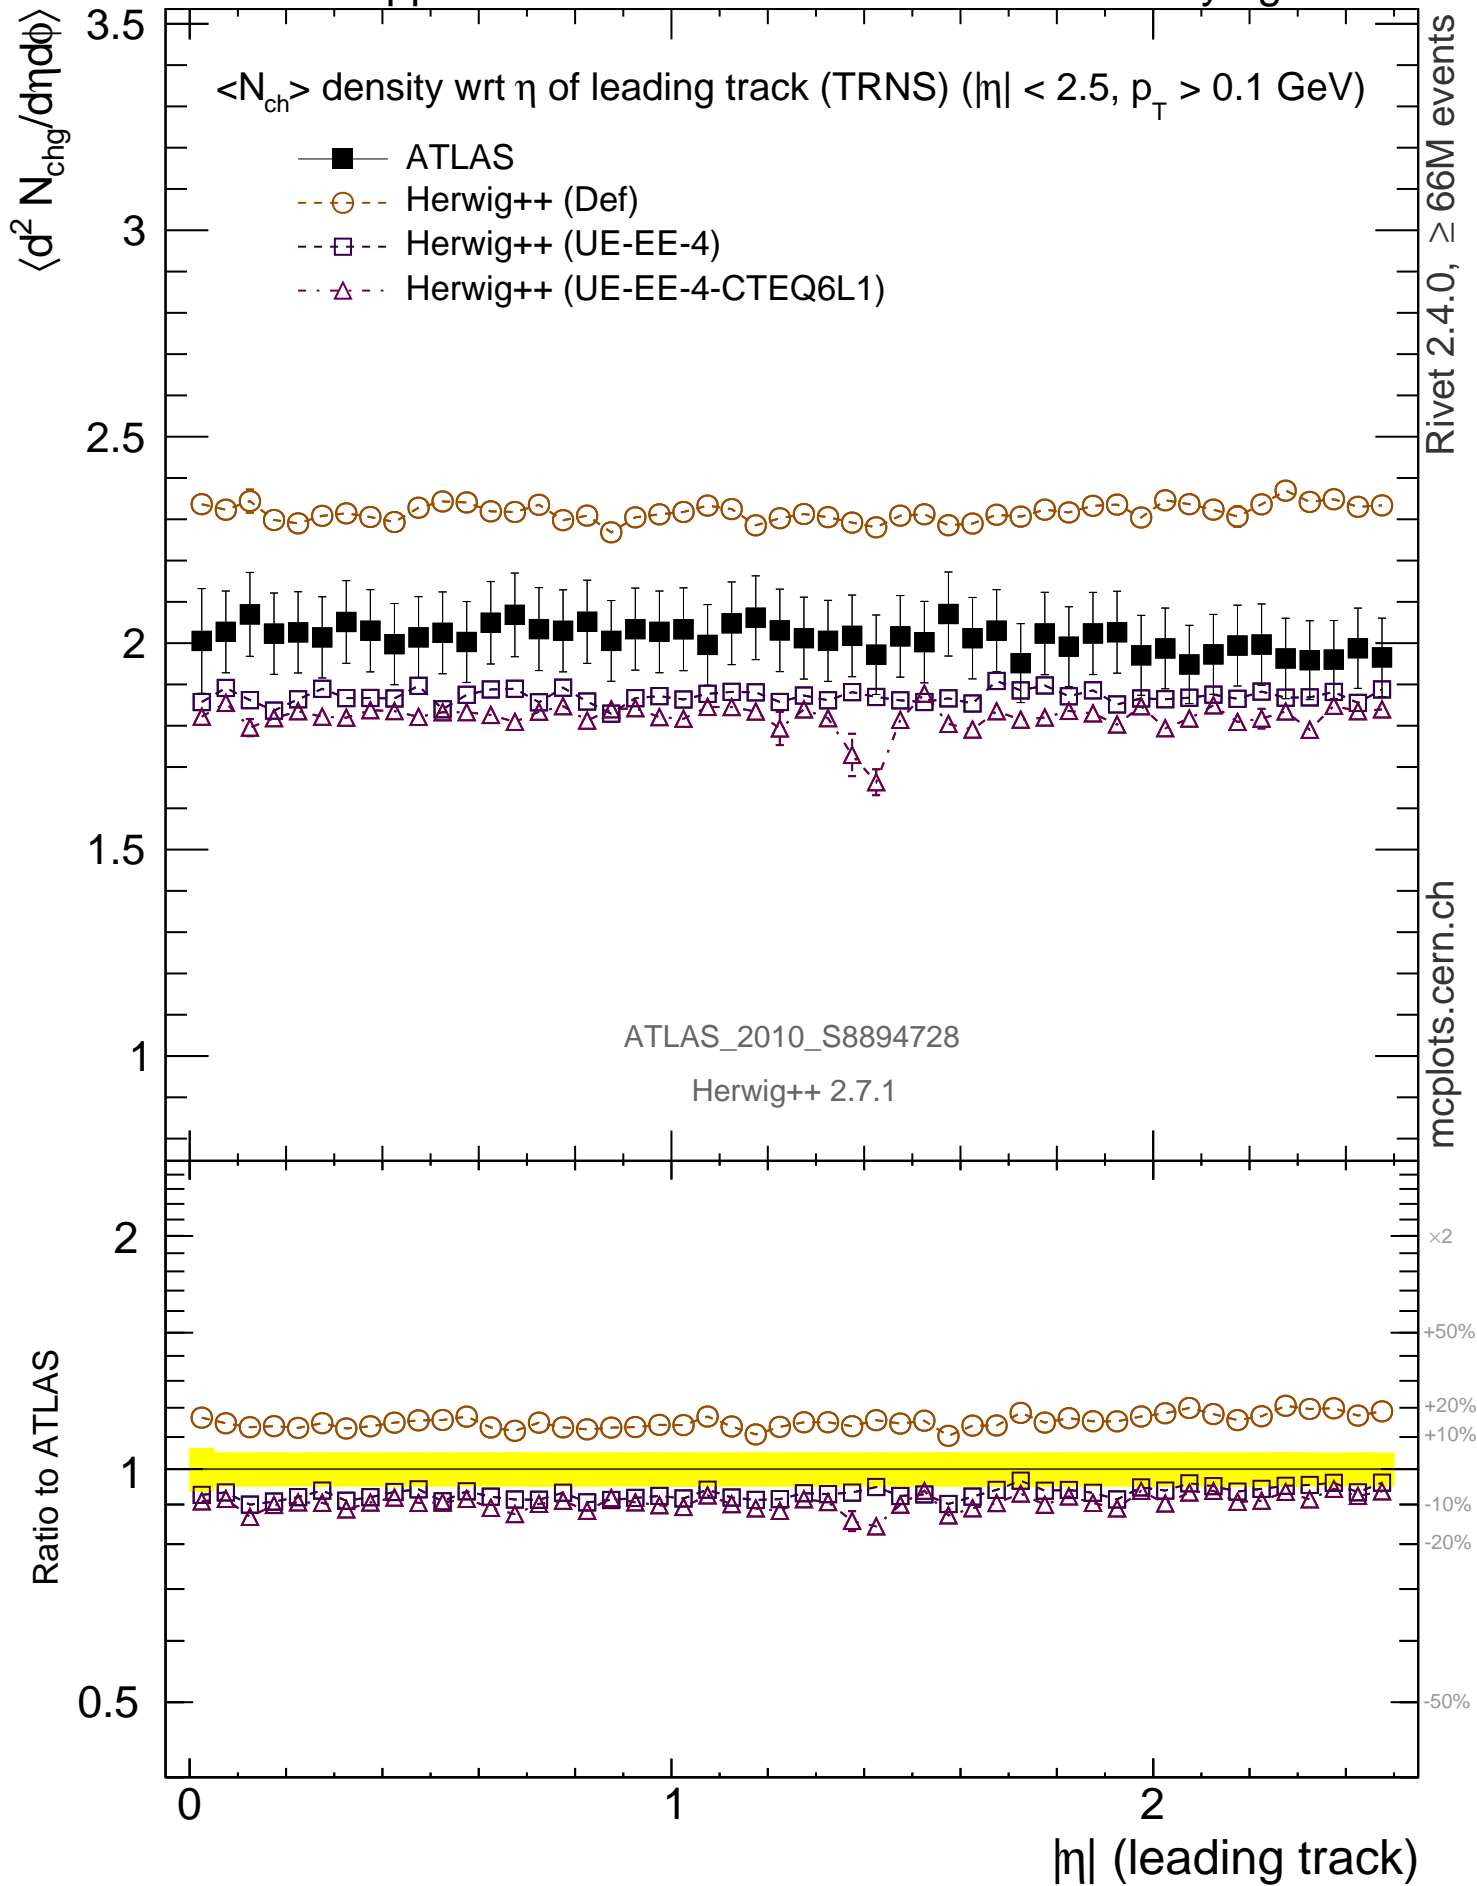 ⟨d² N_chg/dηdϕ⟩
<N_ch> density wrt η of leading track (TRNS) (|η| < 2.5, p_T > 0.1 GeV)
ATLAS
Herwig++ (Def)
Herwig++ (UE-EE-4)
Herwig++ (UE-EE-4-CTEQ6L1)
3.5
3
2.5
2
1.5
1
ATLAS_2010_S8894728
Herwig++ 2.7.1
Rivet 2.4.0, ≥ 66M events
mcplots.cern.ch
Ratio to ATLAS
2
1
0.5
×2
+50%
+20%
+10%
-10%
-20%
-50%
0
1
2
|η| (leading track)